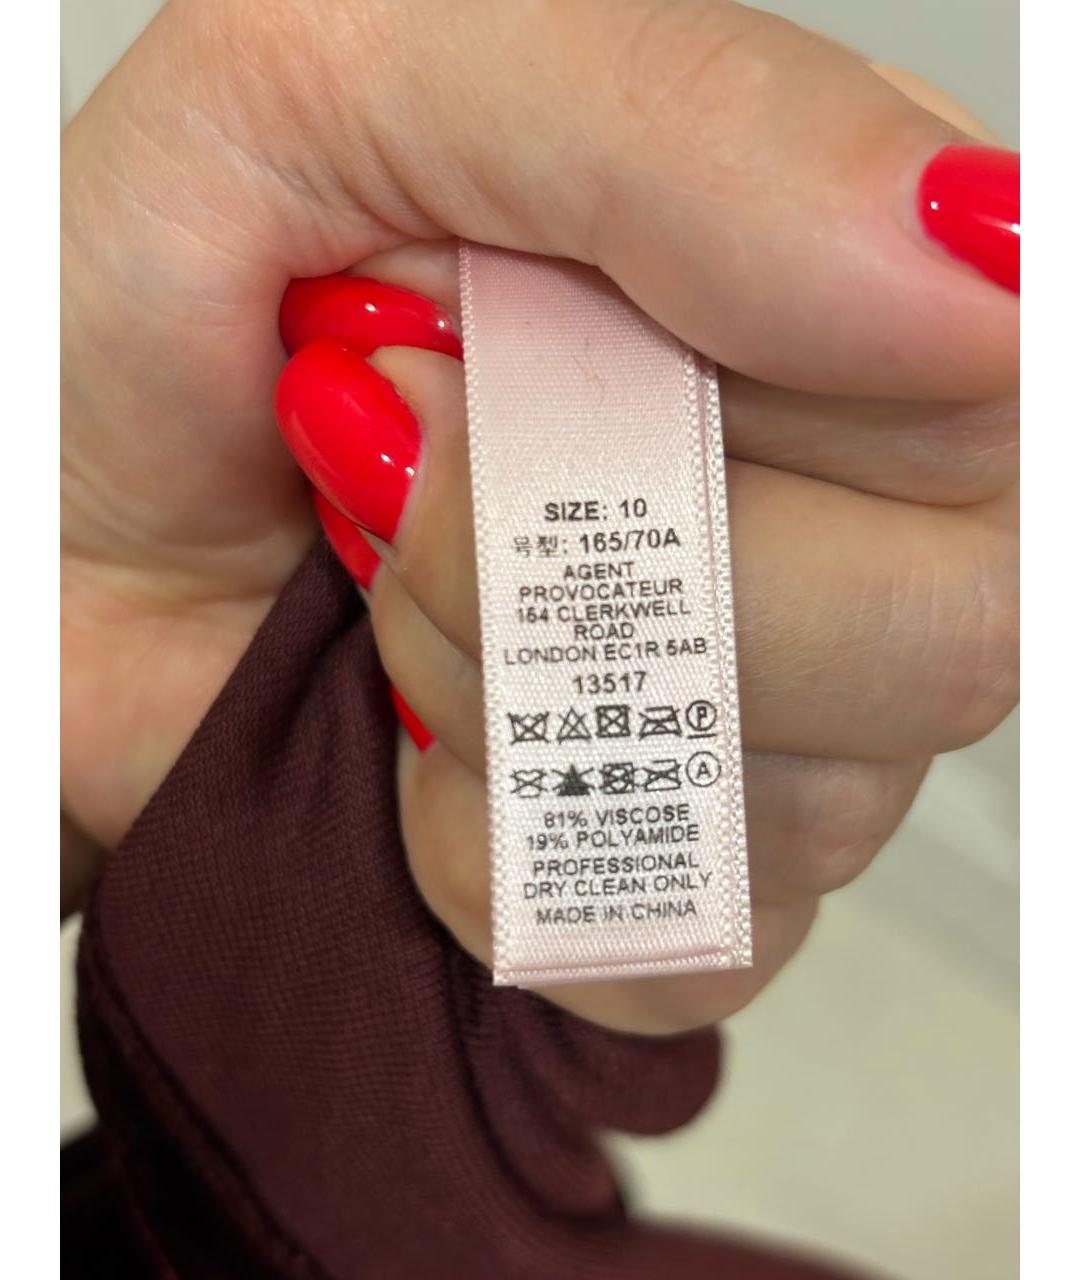 SIZE: 10
号型: 165/70A
AGENT
PROVOCATEUR
154 CLERKWELL
ROAD
LONDON EC1R 5AB
13517
P
A
81% VISCOSE
19% POLYAMIDE
PROFESSIONAL
DRY CLEAN ONLY
MADE IN CHINA